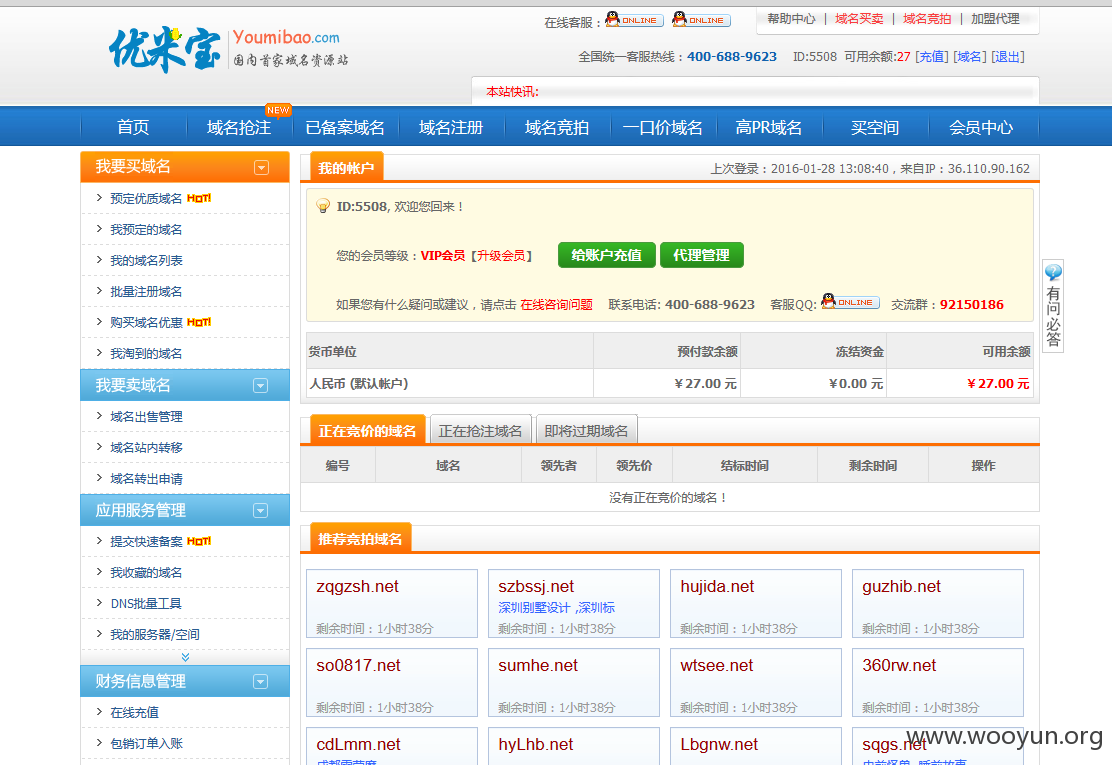 在线客服： ONLINE ONLINE
帮助中心 | 域名买卖 | 域名竞拍 | 加盟代理
优米宝 Youmibao.com
国内首家域名资源站
全国统一客服热线：400-688-9623 ID:5508 可用余额:27 [充值] [域名] [退出]
本站快讯:
NEW
首页 域名抢注 已备案域名 域名注册 域名竞拍 一口价域名 高PR域名 买空间 会员中心
我要买域名
预定优质域名 HOT!
我预定的域名
我的域名列表
批量注册域名
购买域名优惠 HOT!
我淘到的域名
我要卖域名
域名出售管理
域名站内转移
域名转出申请
应用服务管理
提交快速备案 HOT!
我收藏的域名
DNS批量工具
我的服务器/空间
财务信息管理
在线充值
包销订单入账
我的帐户 上次登录：2016-01-28 13:08:40，来自IP：36.110.90.162
ID:5508, 欢迎您回来！
您的会员等级：VIP会员【升级会员】 给账户充值 代理管理
如果您有什么疑问或建议，请点击 在线咨询问题 联系电话: 400-688-9623 客服QQ: ONLINE 交流群：92150186
货币单位 预付款余额 冻结资金 可用余额
人民币 (默认帐户) ￥27.00 元 ￥0.00 元 ￥27.00 元
正在竞价的域名 正在抢注域名 即将过期域名
编号 域名 领先者 领先价 结标时间 剩余时间 操作
没有正在竞价的域名！
推荐竞拍域名
zqgzsh.net szbssj.net hujida.net guzhib.net
深圳别墅设计 ,深圳标
剩余时间：1小时38分 剩余时间：1小时38分 剩余时间：1小时38分 剩余时间：1小时38分
so0817.net sumhe.net wtsee.net 360rw.net
剩余时间：1小时38分 剩余时间：1小时38分 剩余时间：1小时38分 剩余时间：1小时38分
cdLmm.net hyLhb.net Lbgnw.net sqgs.net
有问必答
www.wooyun.org